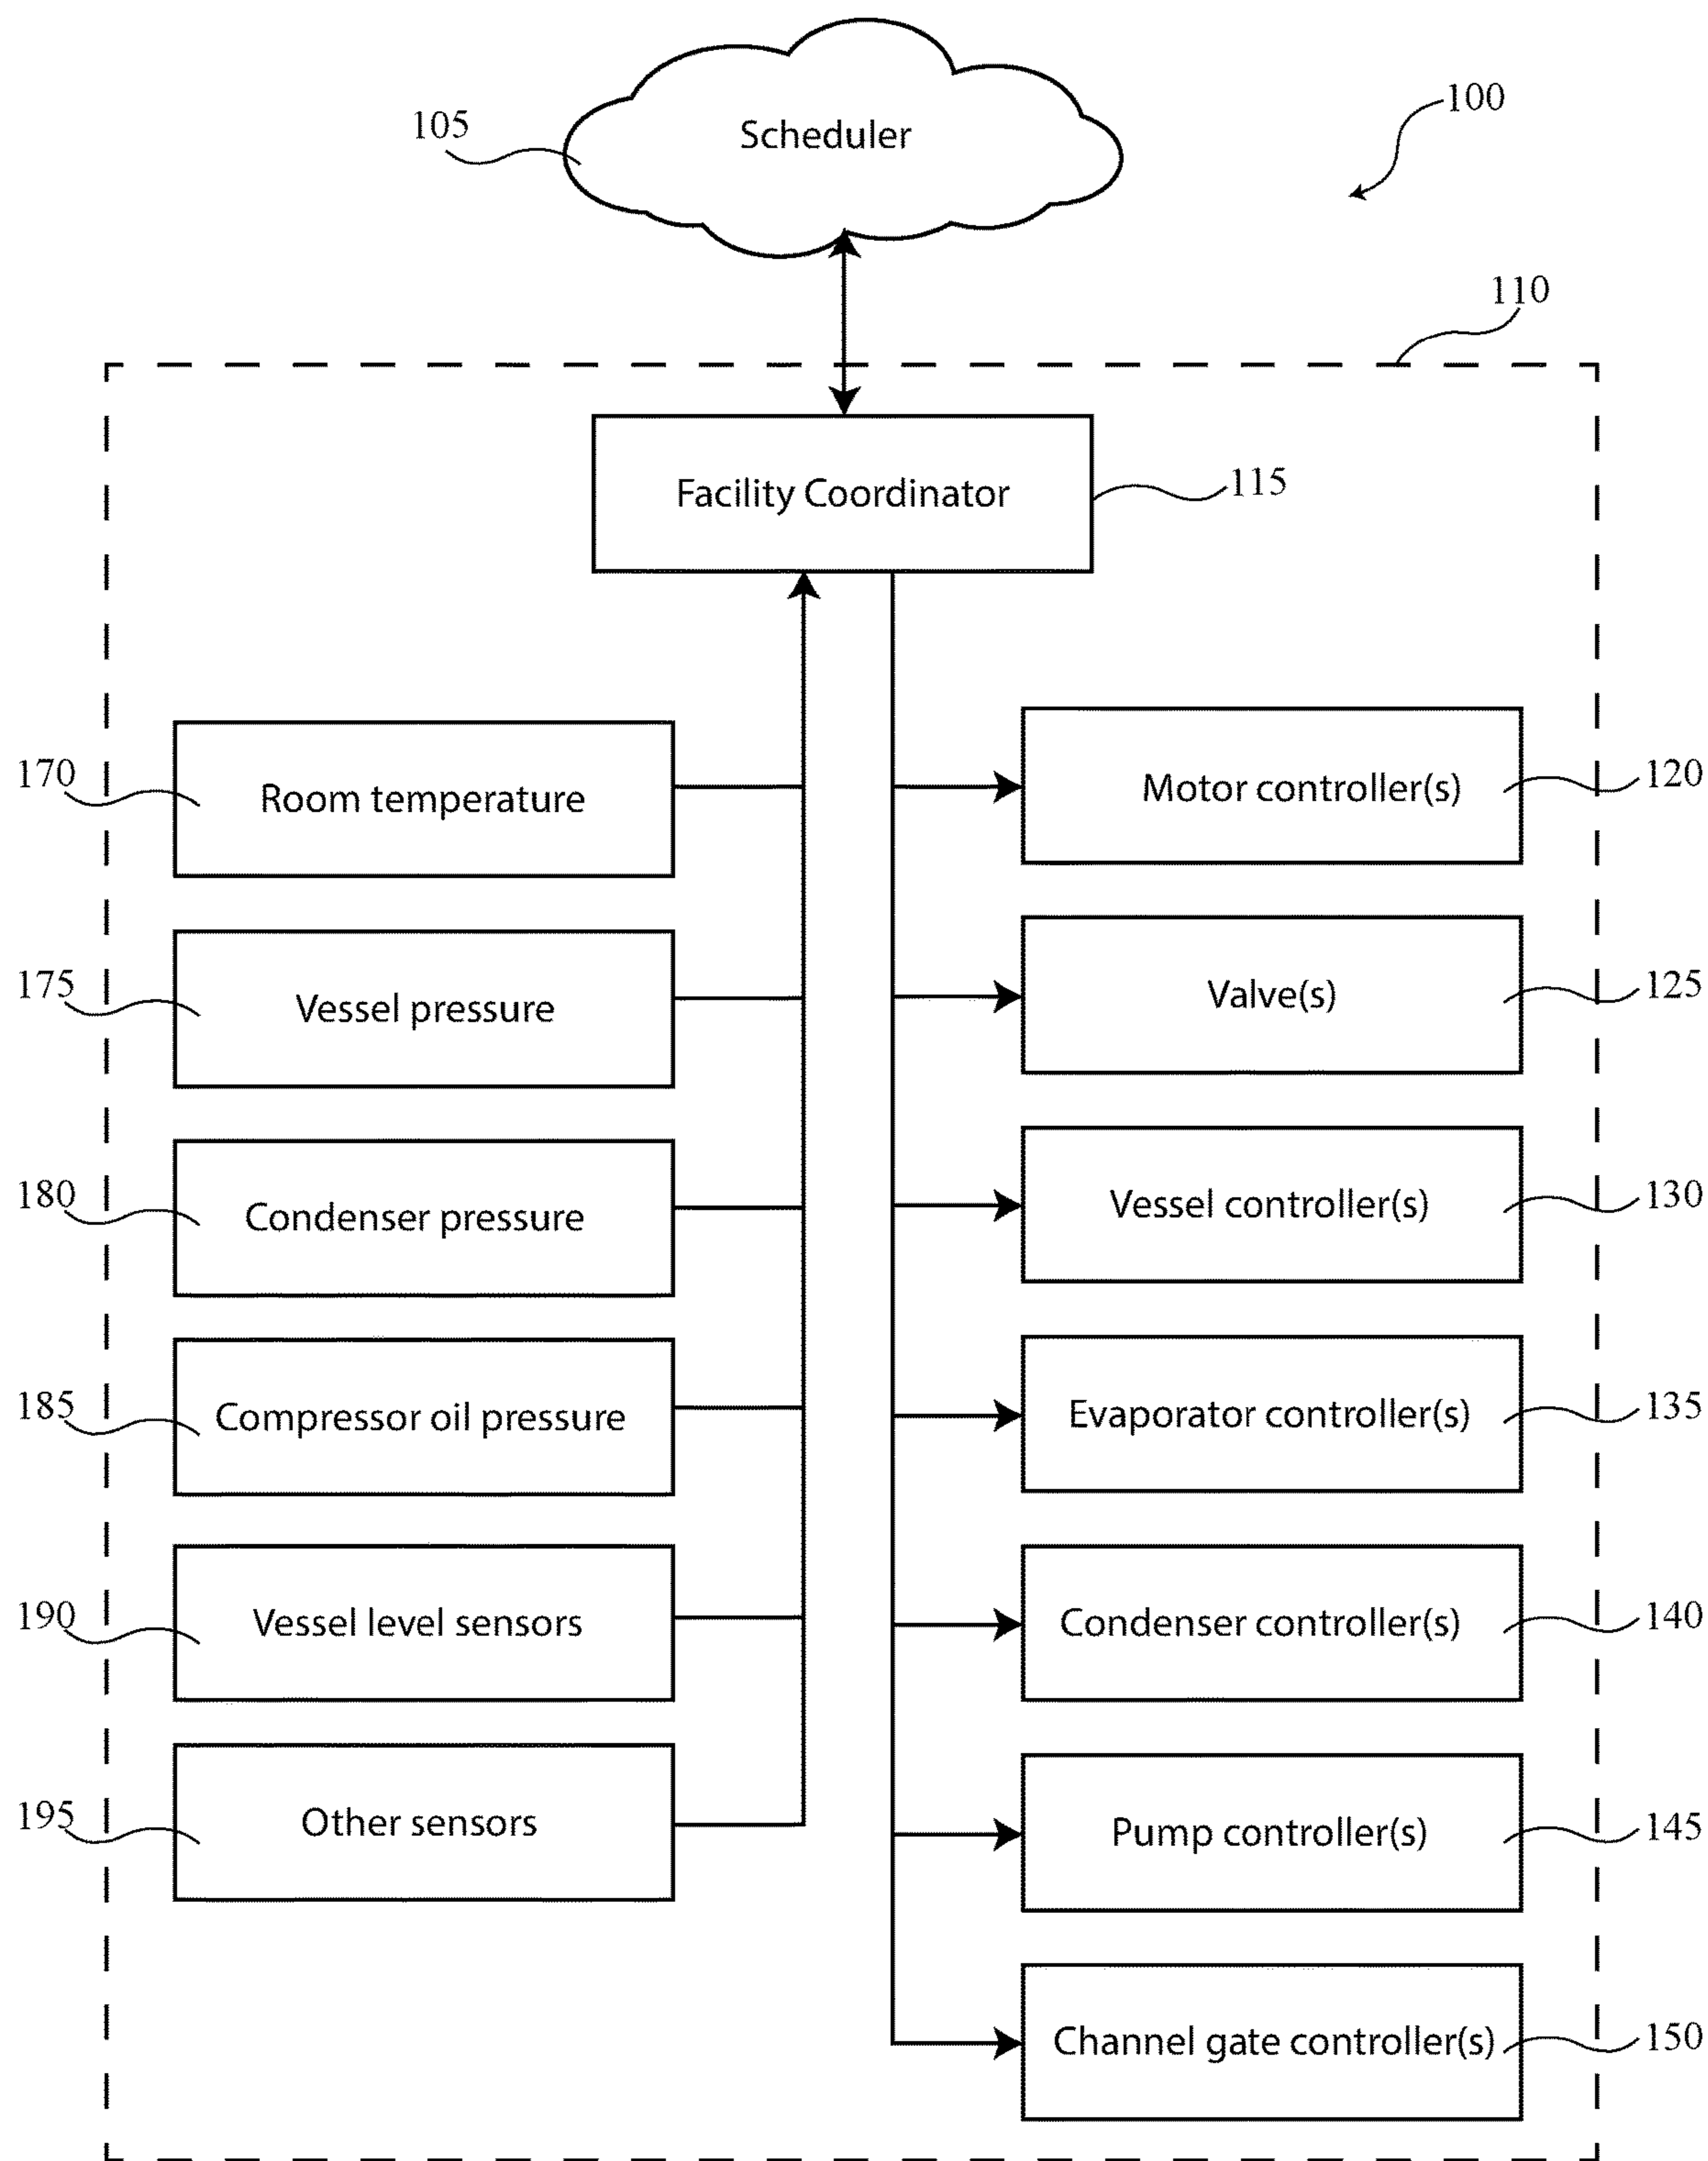 Scheduler
105
100
110
Facility Coordinator
115
170
Room temperature
Motor controller(s)
120
175
Vessel pressure
Valve(s)
125
180
Condenser pressure
Vessel controller(s)
130
185
Compressor oil pressure
Evaporator controller(s)
135
190
Vessel level sensors
Condenser controller(s)
140
195
Other sensors
Pump controller(s)
145
Channel gate controller(s)
150